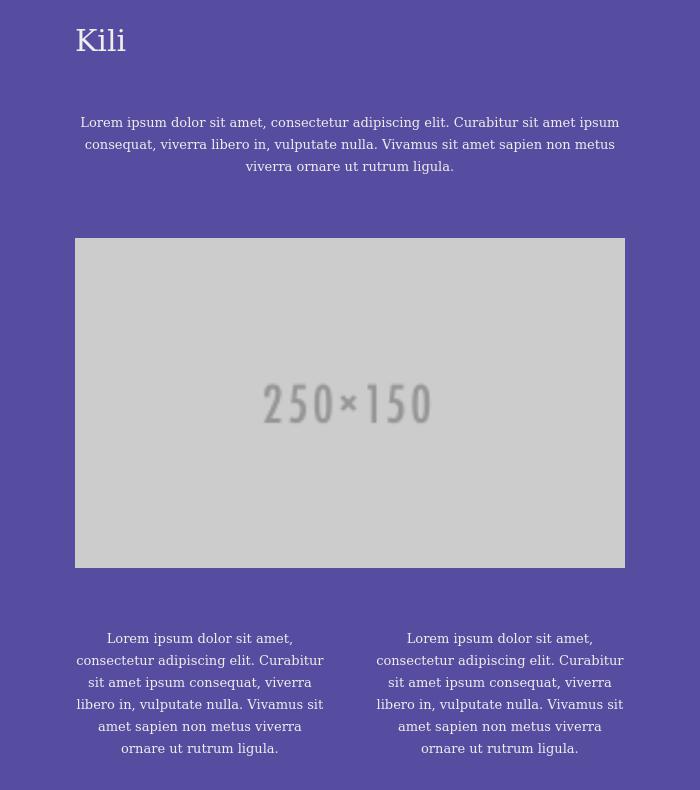 Kili
Lorem ipsum dolor sit amet, consectetur adipiscing elit. Curabitur sit amet ipsum
consequat, viverra libero in, vulputate nulla. Vivamus sit amet sapien non metus
viverra ornare ut rutrum ligula.
250×150
Lorem ipsum dolor sit amet,
consectetur adipiscing elit. Curabitur
sit amet ipsum consequat, viverra
libero in, vulputate nulla. Vivamus sit
amet sapien non metus viverra
ornare ut rutrum ligula.
Lorem ipsum dolor sit amet,
consectetur adipiscing elit. Curabitur
sit amet ipsum consequat, viverra
libero in, vulputate nulla. Vivamus sit
amet sapien non metus viverra
ornare ut rutrum ligula.